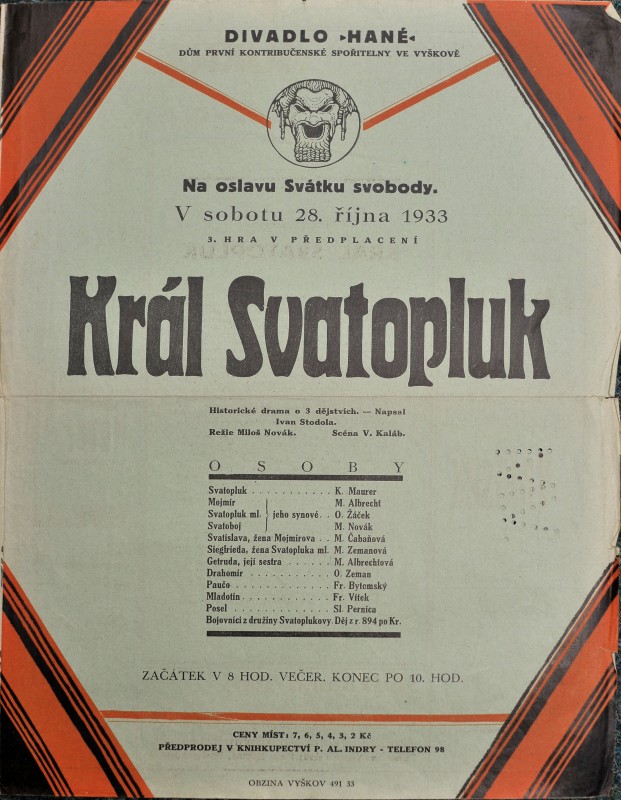 DIVADLO »HANÉ«
DŮM PRVNÍ KONTRIBUČENSKÉ SPOŘITELNY VE VYŠKOVĚ
Na oslavu Svátku svobody.
V sobotu 28. října 1933
3. HRA V PŘEDPLACENÍ
Král Svatopluk
Historické drama o 3 dějstvích. — Napsal
Ivan Stodola.
Režie Miloš Novák. Scéna V. Kaláb.
OSOBY
Svatopluk . . . . . . . . . . . K. Maurer
Mojmír M. Albrecht
Svatopluk ml. } jeho synové . . O. Žáček
Svatoboj M. Novák
Svatislava, žena Mojmírova . . M. Čabaňová
Siegfrieda, žena Svatopluka ml. M. Zemanová
Getruda, její sestra . . . . . . M. Albrechtová
Drahomír . . . . . . . . . . . O. Zeman
Paučo . . . . . . . . . . . . Fr. Bytomský
Mladotin . . . . . . . . . . . . Fr. Vítek
Posel . . . . . . . . . . . . . Sl. Pernica
Bojovníci z družiny Svatoplukovy. Děj z r. 894 po Kr.
ZAČÁTEK V 8 HOD. VEČER. KONEC PO 10. HOD.
CENY MÍST: 7, 6, 5, 4, 3, 2 Kč
PŘEDPRODEJ V KNIHKUPECTVÍ P. AL. INDRY - TELEFON 98
OBZINA VYŠKOV 491 33